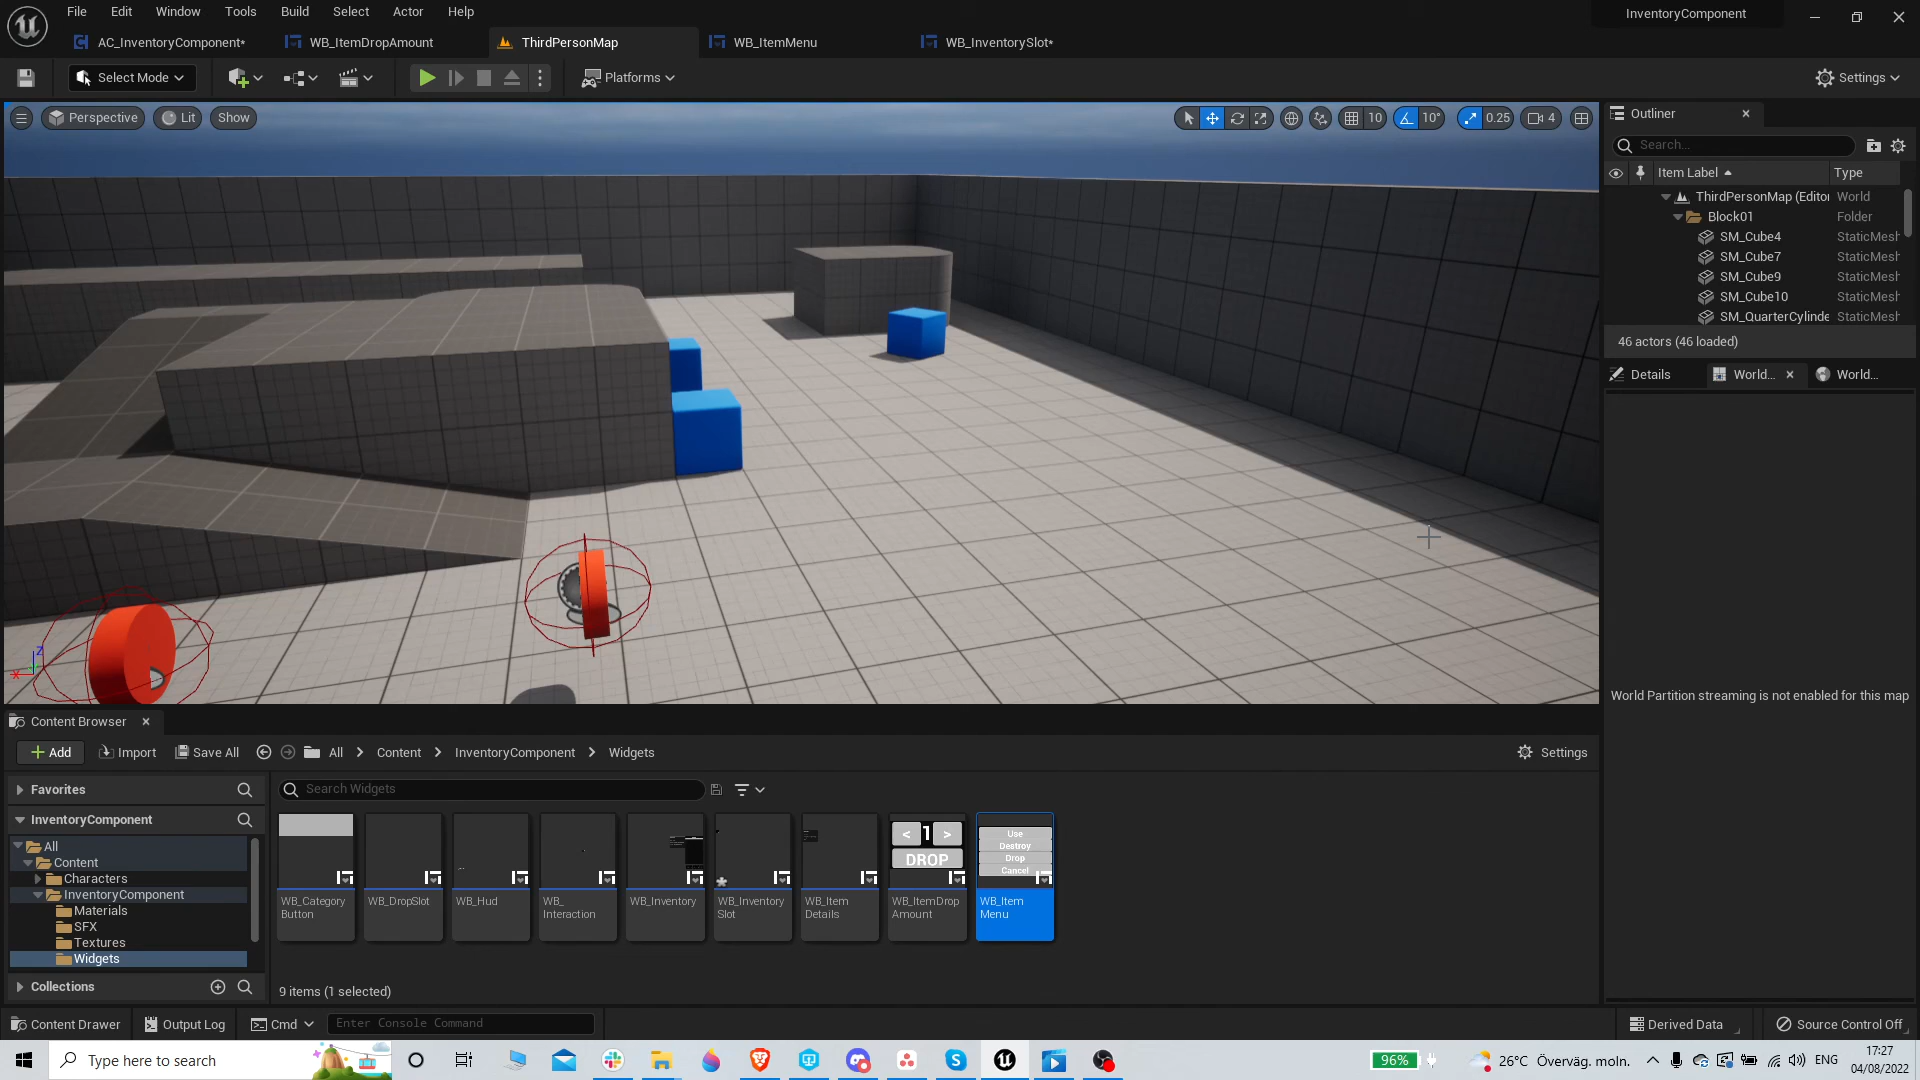 File Edit Window Tools Build Select Actor Help
InventoryComponent
AC_InventoryComponent* WB_ItemDropAmount ThirdPersonMap WB_ItemMenu WB_InventorySlot*
Select Mode Platforms Settings
Perspective Lit Show 10 10° 0.25 4
Outliner
Search...
Item Label Type
ThirdPersonMap (Editor World
Block01 Folder
SM_Cube4 StaticMesh
SM_Cube7 StaticMesh
SM_Cube9 StaticMesh
SM_Cube10 StaticMesh
SM_QuarterCylinde StaticMesh
46 actors (46 loaded)
Details World... World...
World Partition streaming is not enabled for this map
Z
X
Content Browser
Add Import Save All All Content InventoryComponent Widgets Settings
Favorites
Search Widgets
InventoryComponent
All
Content
Characters
InventoryComponent
Materials
SFX
Textures
Widgets
Collections
< 1 >
DROP
Use
Destroy
Drop
Cancel
WB_Category
Button
WB_DropSlot
WB_Hud
WB_
Interaction
WB_Inventory
WB_Inventory
Slot
WB_Item
Details
WB_ItemDrop
Amount
WB_Item
Menu
9 items (1 selected)
Content Drawer Output Log Cmd Enter Console Command Derived Data Source Control Off
Type here to search 96% 26°C Överväg. moln. ENG 17:27
04/08/2022